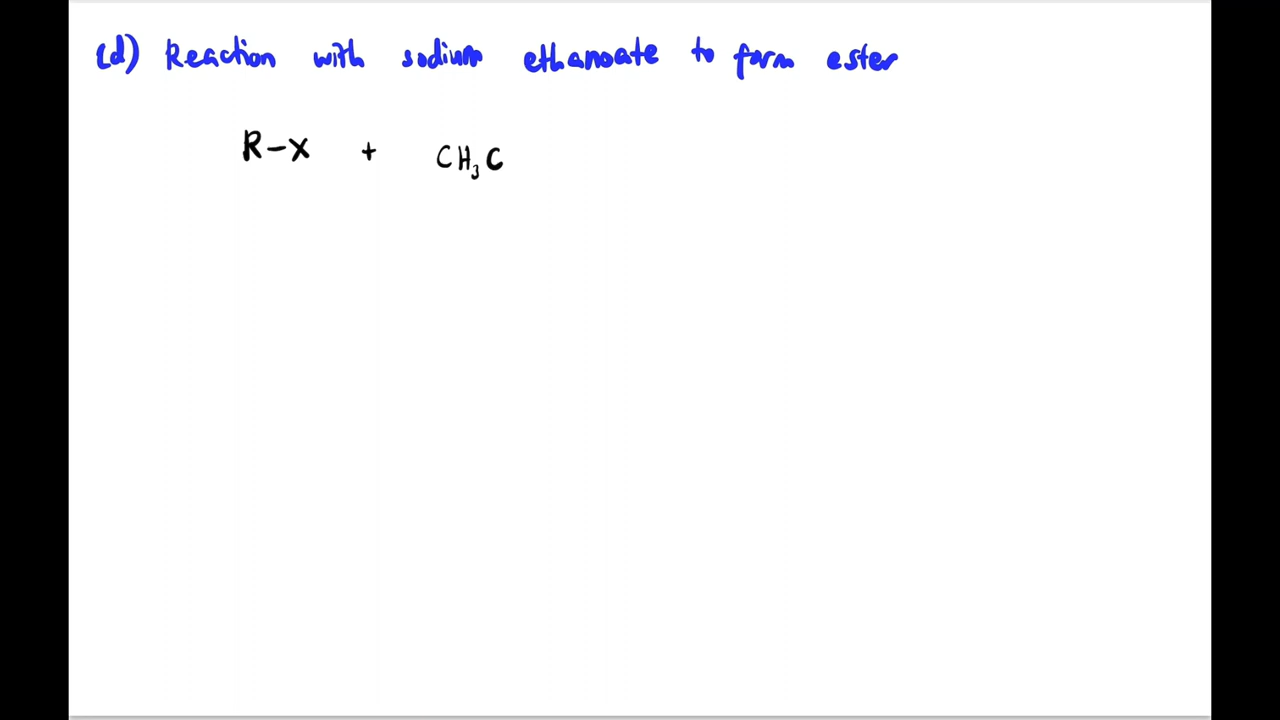 (d) Reaction with sodium ethanoate to form ester
R-X + CH₃C